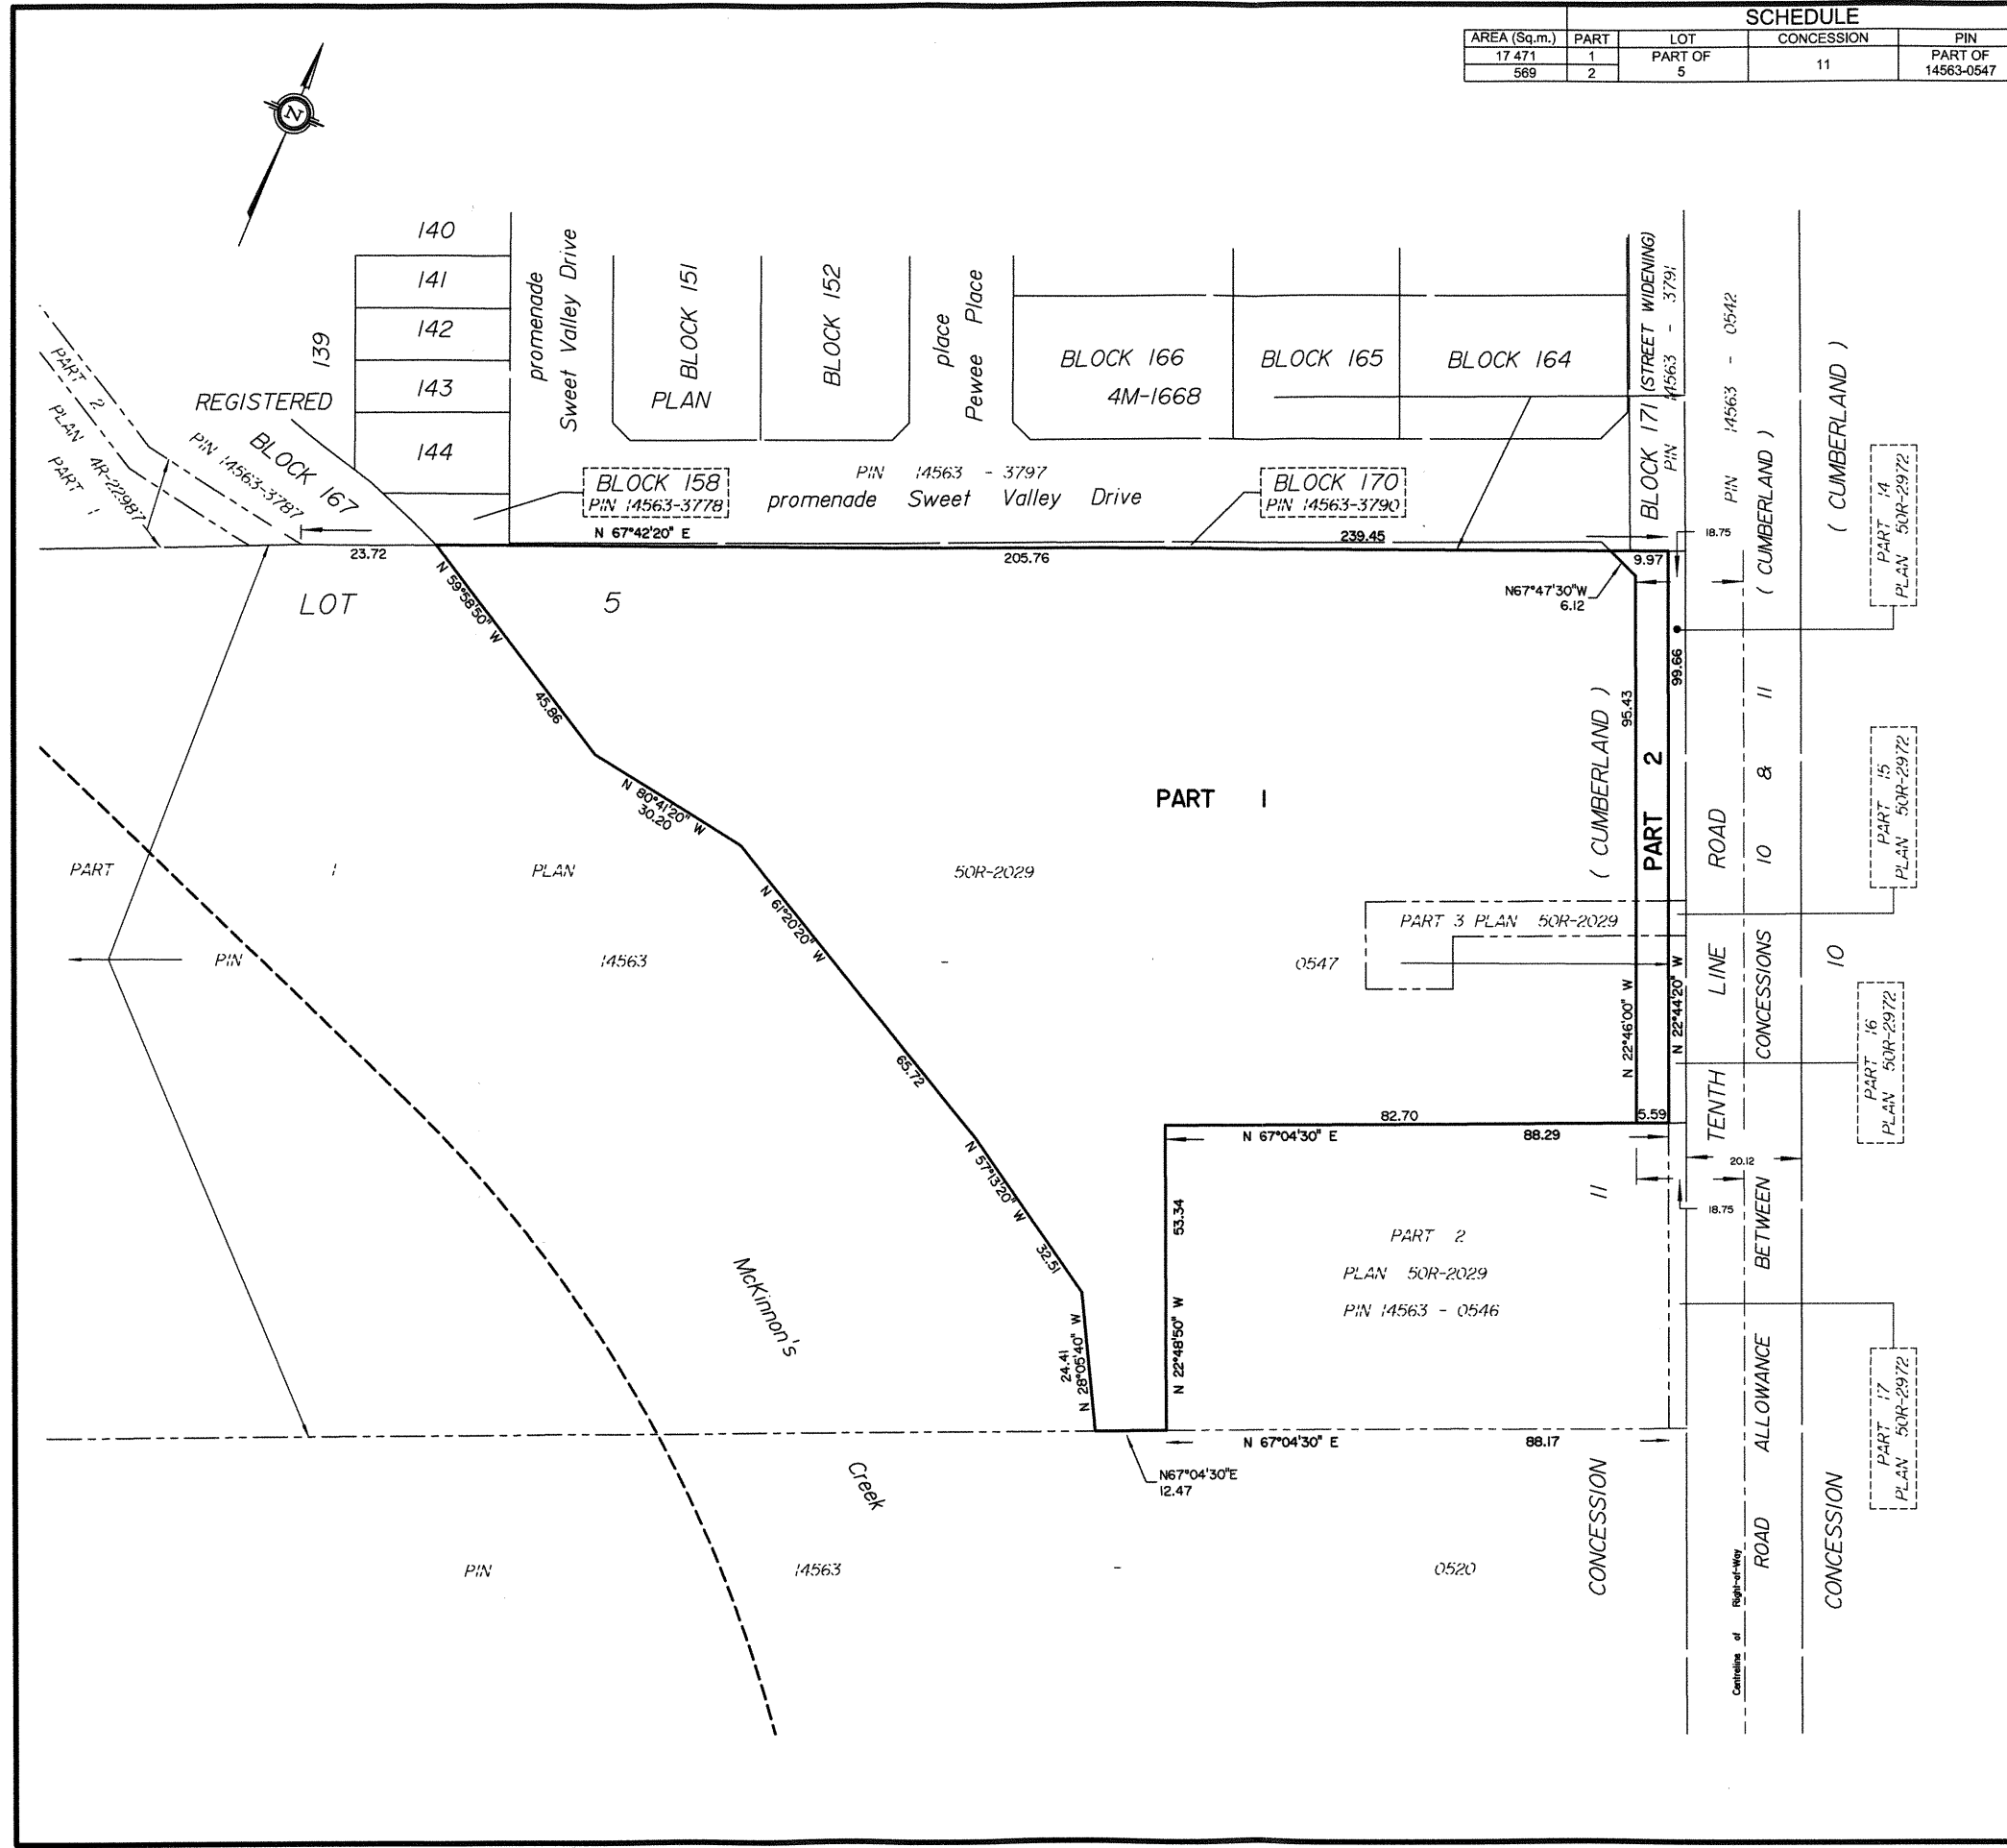 SCHEDULE
AREA (Sq.m.) PART LOT CONCESSION PIN
17 471 1 PART OF 5 11 PART OF 14563-0547
569 2
N
140
141
142
143
144
139
promenade
Sweet Valley Drive
BLOCK 151
PLAN
BLOCK 152
place
Pewee Place
BLOCK 166
4M-1668
BLOCK 165
BLOCK 164
BLOCK 171 (STREET WIDENING)
PIN 14563 - 3791
PIN 14563 - 0542
( CUMBERLAND )
( CUMBERLAND )
REGISTERED
BLOCK 167
PIN 14563-3787
PART 2
PLAN 4R-22987
PART 1
BLOCK 158
PIN 14563-3778
PIN 14563 - 3797
promenade Sweet Valley Drive
BLOCK 170
PIN 14563-3790
N 67°42'20" E
239.45
23.72
205.76
9.97
18.75
N67°47'30"W
6.12
PART 14
PLAN 50R-2972
LOT 5
N 59°58'50" W
45.86
N 80°41'20" W
30.20
N 61°20'20" W
65.72
N 57°13'20" W
32.51
24.41
N 28°05'40" W
PART 1
( CUMBERLAND )
95.43
PART 2
99.66
N 22°46'00" W
N 22°44'20" W
PART 15
PLAN 50R-2972
PART 1 PLAN 50R-2029
PART 3 PLAN 50R-2029
PIN 14563 - 0547
TENTH LINE ROAD
ROAD ALLOWANCE BETWEEN CONCESSIONS 10 & 11
CONCESSION 10
PART 16
PLAN 50R-2972
82.70
5.59
N 67°04'30" E
88.29
20.12
18.75
53.34
N 22°48'50" W
PART 2
PLAN 50R-2029
PIN 14563 - 0546
CONCESSION 11
PART 17
PLAN 50R-2972
N 67°04'30" E
88.17
N67°04'30"E
12.47
McKinnon's
Creek
PIN 14563 - 0520
Centreline of Right-of-Way